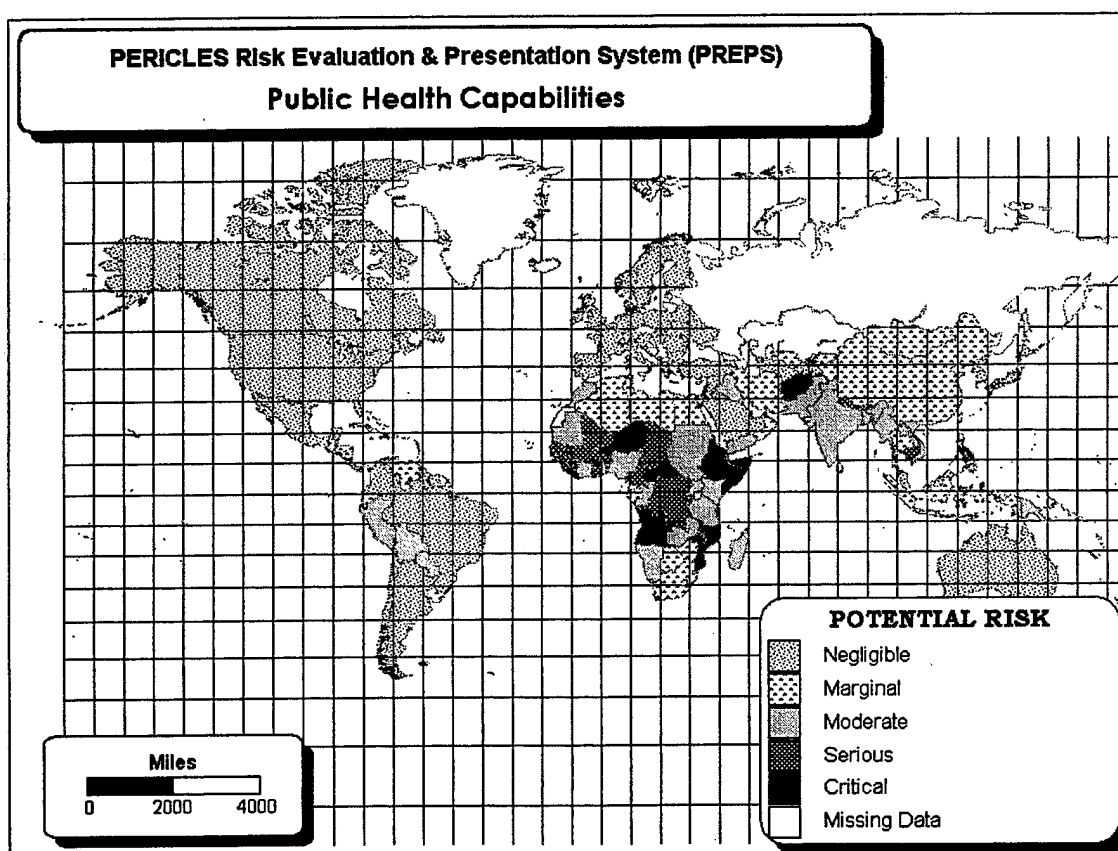 PERICLES Risk Evaluation & Presentation System (PREPS)
Public Health Capabilities
POTENTIAL RISK
Negligible
Marginal
Moderate
Serious
Critical
Missing Data
Miles
0 2000 4000